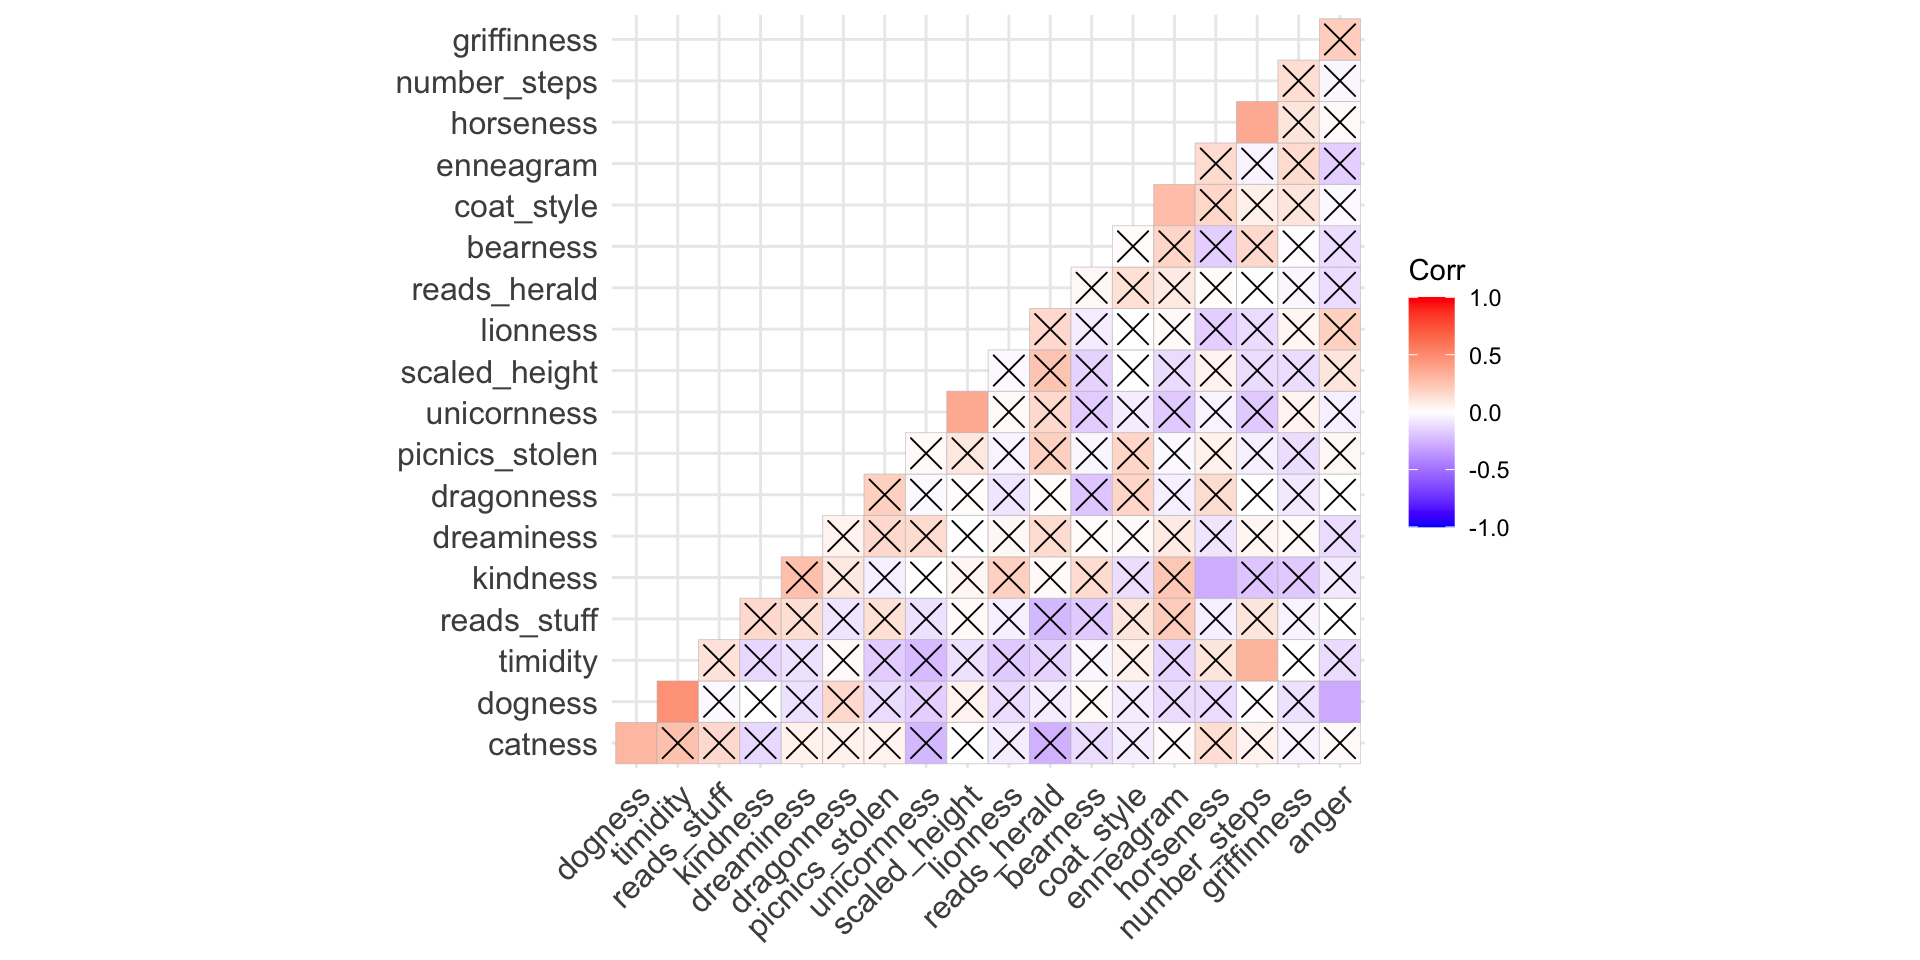 griffinness
number_steps
horseness
enneagram
coat_style
bearness
reads_herald
lionness
scaled_height
unicornness
picnics_stolen
dragonness
dreaminess
kindness
reads_stuff
timidity
dogness
catness
dogness
timidity
reads_stuff
kindness
dreaminess
dragonness
picnics_stolen
unicornness
scaled_height
lionness
reads_herald
bearness
coat_style
enneagram
horseness
number_steps
griffinness
anger
Corr
1.0
0.5
0.0
-0.5
-1.0